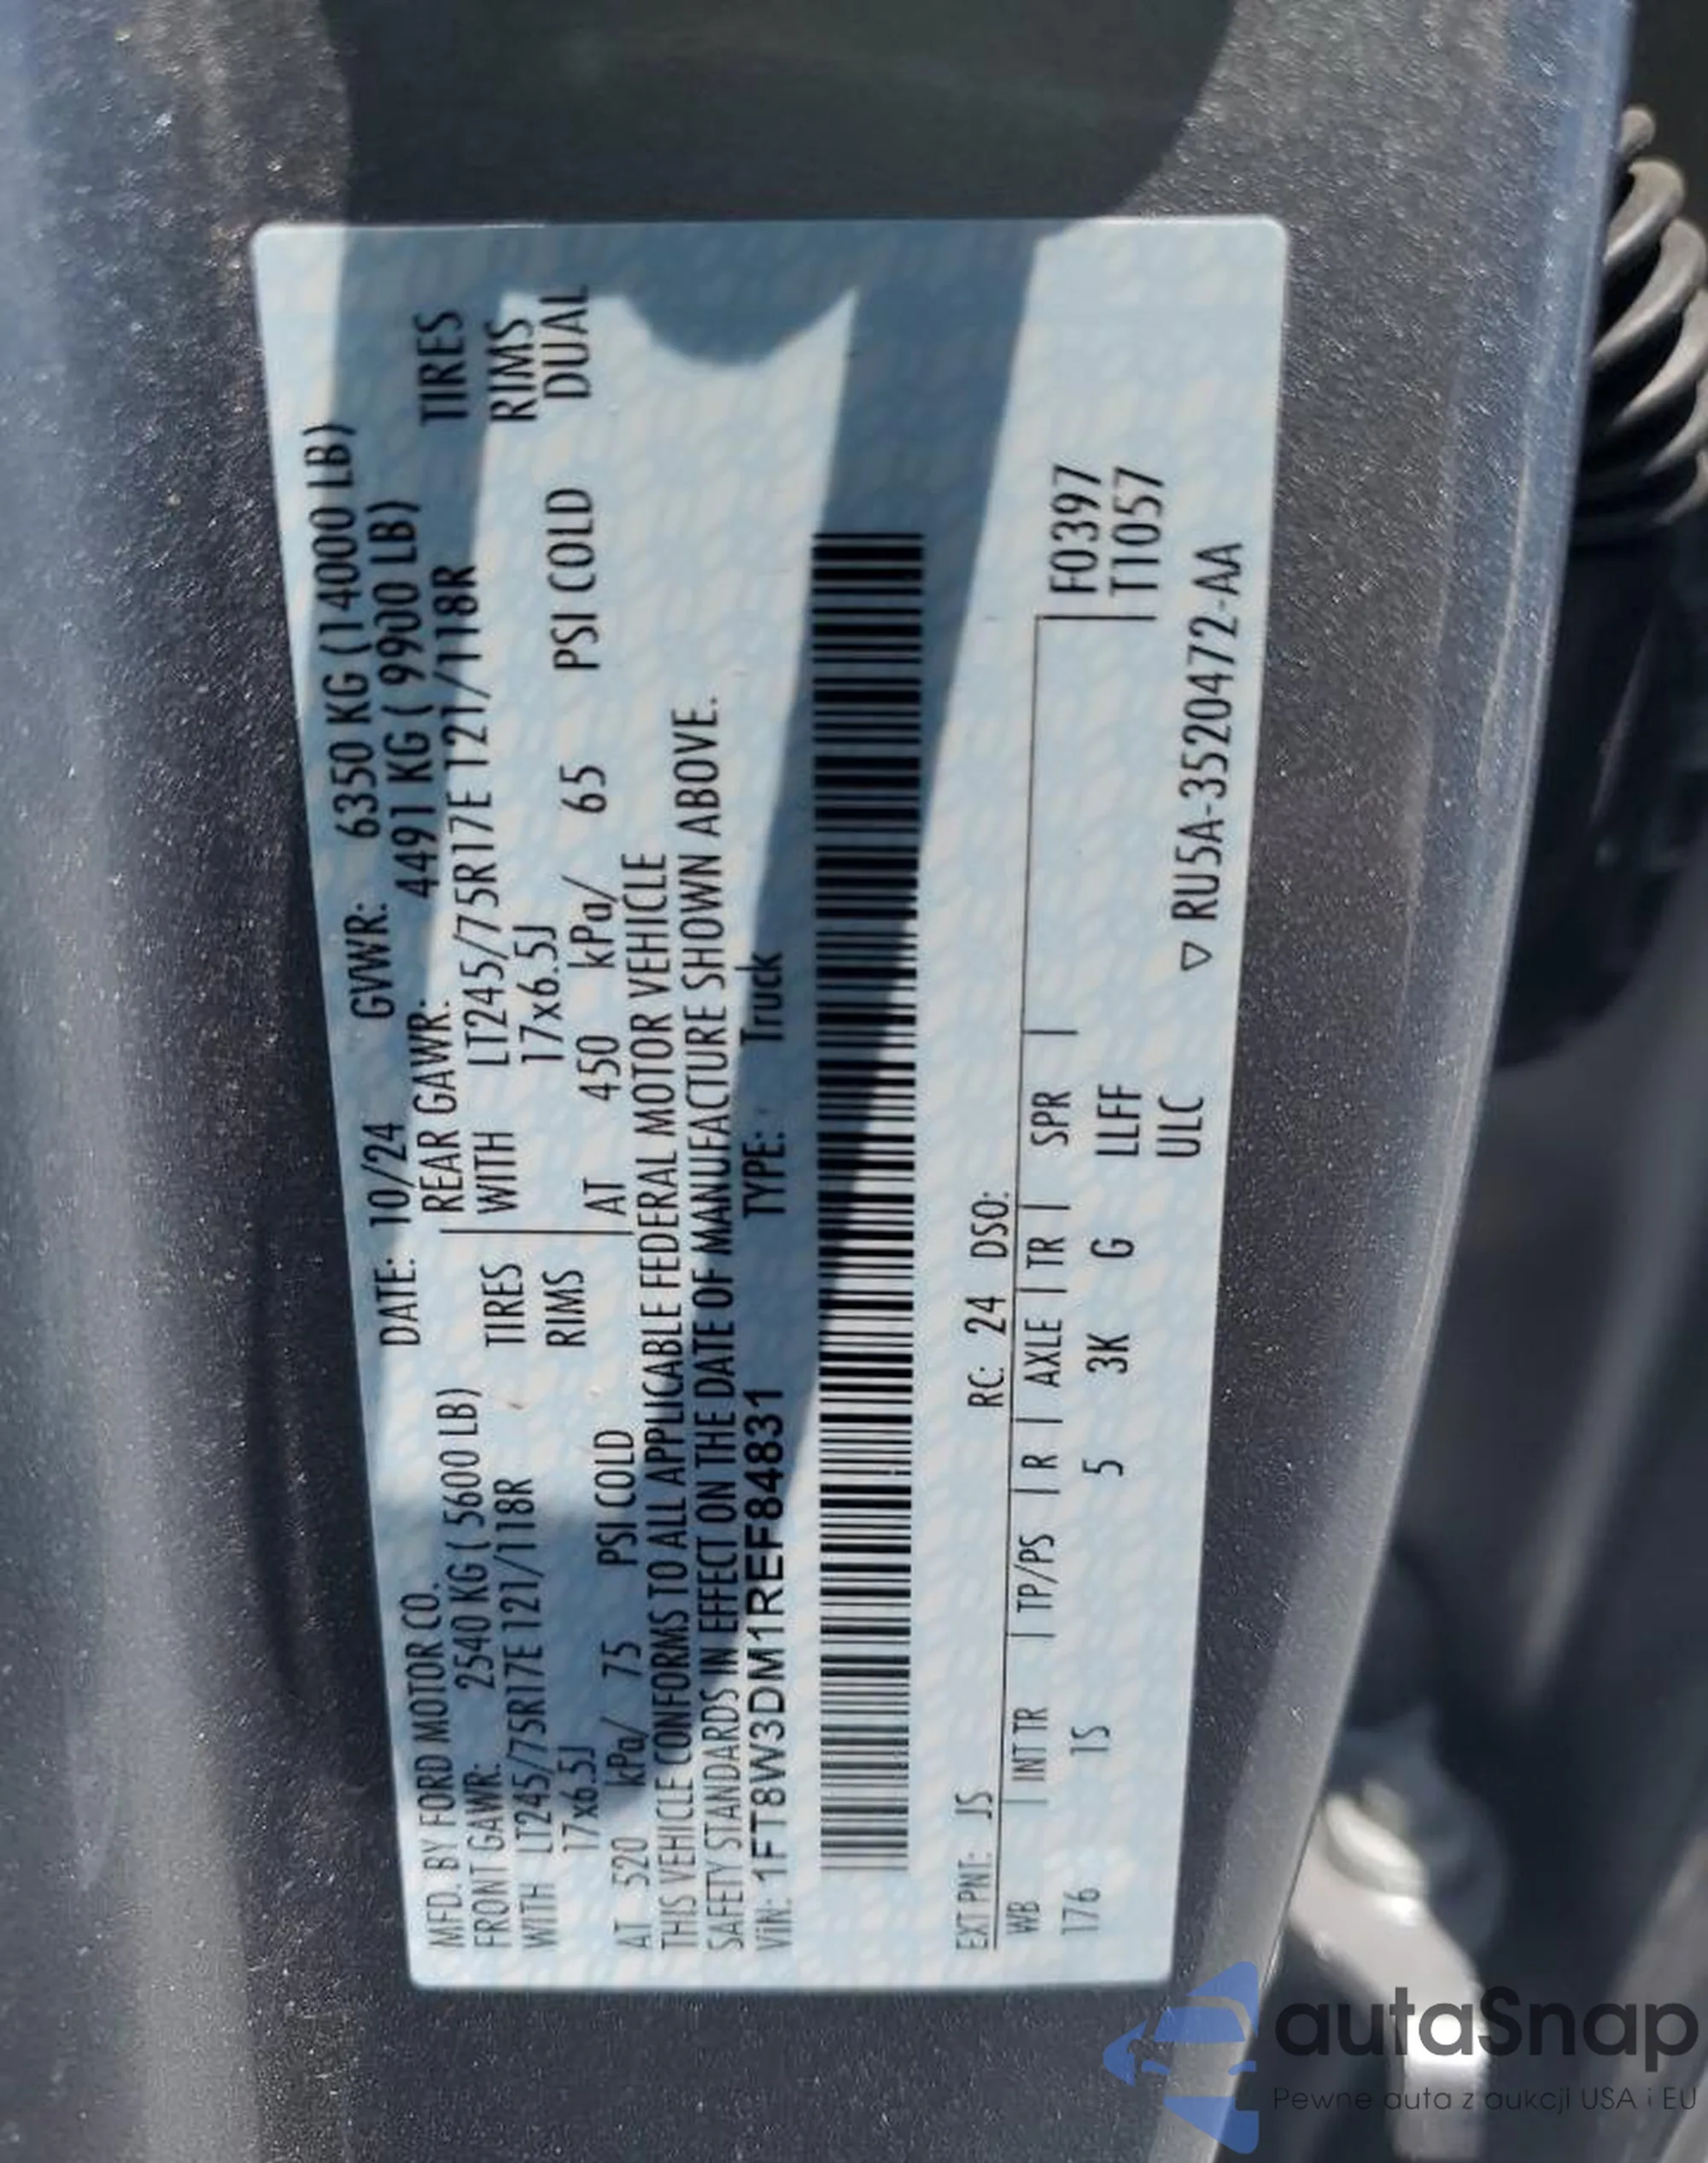 MFD. BY FORD MOTOR CO. DATE: 10/24 GVWR: 6350 KG (14000 LB)
FRONT GAWR: 2540 KG ( 5600 LB) REAR GAWR: 4491 KG ( 9900 LB)
WITH LT245/75R17E 121/118R TIRES WITH LT245/75R17E 121/118R TIRES
17x6.5J RIMS 17x6.5J RIMS
AT 520 kPa/ 75 PSI COLD AT 450 kPa/ 65 PSI COLD DUAL
THIS VEHICLE CONFORMS TO ALL APPLICABLE FEDERAL MOTOR VEHICLE
SAFETY STANDARDS IN EFFECT ON THE DATE OF MANUFACTURE SHOWN ABOVE.
VIN: 1FT8W3DM1REF84831 TYPE: Truck
EXT PNT: JS RC: 24 DSO:
WB | INT TR | TP/PS | R | AXLE | TR | SPR | F0397
176 1S 5 3K G LLFF T1057
ULC
▽ RU5A-3520472-AA
autaSnap
Pewne auta z aukcji USA i EU